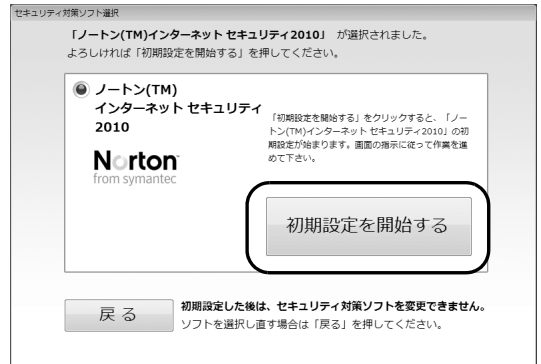 セキュリティ対策ソフト選択
「ノートン(TM)インターネット セキュリティ2010」 が選択されました。
よろしければ「初期設定を開始する」を押してください。
ノートン(TM)
インターネット セキュリティ
2010
「初期設定を開始する」をクリックすると、「ノー
トン(TM)インターネット セキュリティ2010」の初
期設定が始まります。画面の指示に従って作業を進
めて下さい。
Norton
from symantec
初期設定を開始する
戻 る
初期設定した後は、セキュリティ対策ソフトを変更できません。
ソフトを選択し直す場合は「戻る」を押してください。